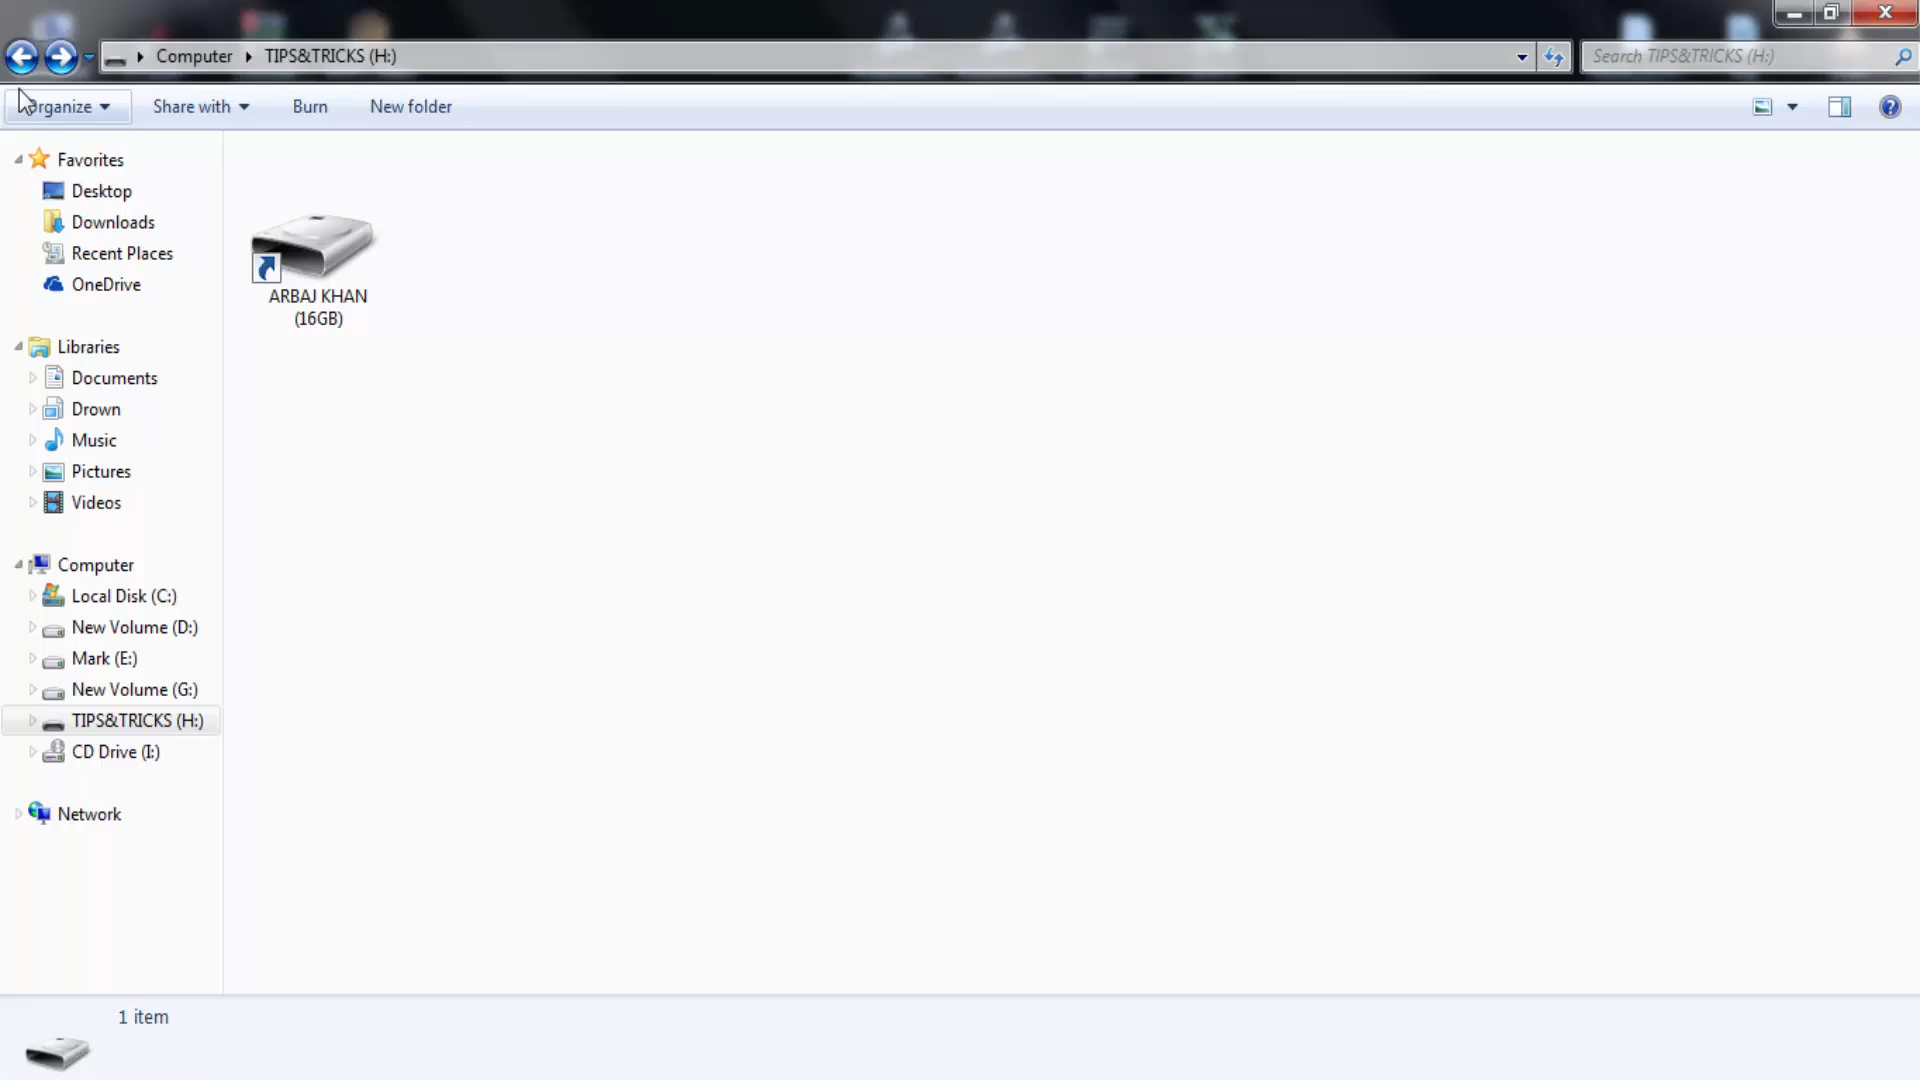 Computer TIPS&TRICKS (H:)
Search TIPS&TRICKS (H:)
Organize Share with Burn New folder
Favorites
Desktop
Downloads
Recent Places
OneDrive
Libraries
Documents
Drown
Music
Pictures
Videos
Computer
Local Disk (C:)
New Volume (D:)
Mark (E:)
New Volume (G:)
TIPS&TRICKS (H:)
CD Drive (I:)
Network
ARBAJ KHAN
(16GB)
1 item